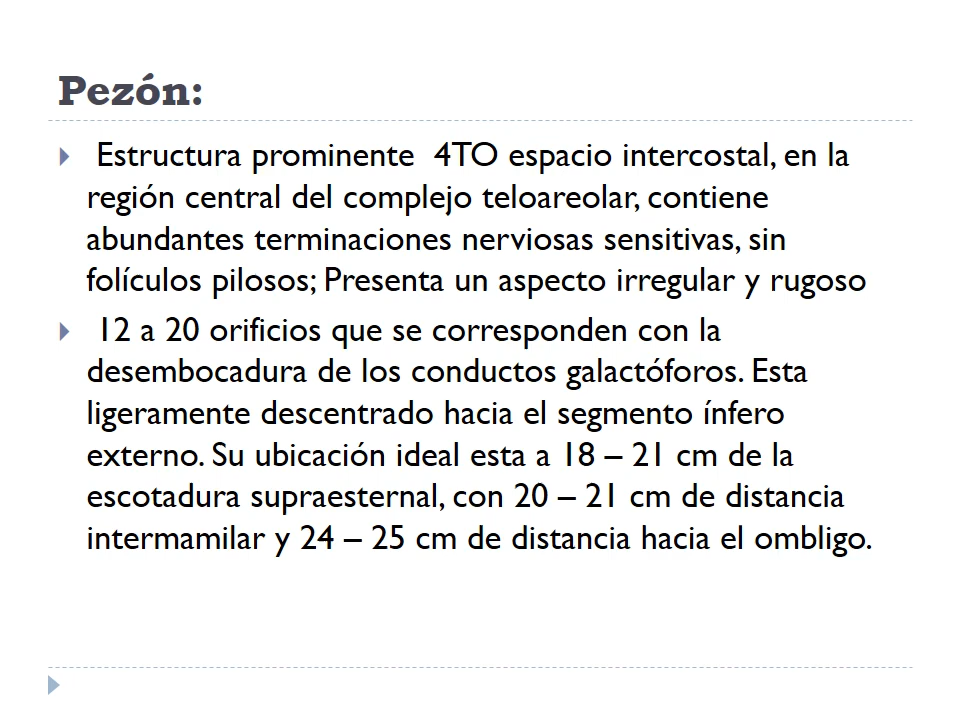 Pezón:
Estructura prominente  4TO espacio intercostal, en la
región central del complejo teloareolar, contiene
abundantes terminaciones nerviosas sensitivas, sin
folículos pilosos; Presenta un aspecto irregular y rugoso
12 a 20 orificios que se corresponden con la
desembocadura de los conductos galactóforos. Esta
ligeramente descentrado hacia el segmento ínfero
externo. Su ubicación ideal esta a 18 – 21 cm de la
escotadura supraesternal, con 20 – 21 cm de distancia
intermamilar y 24 – 25 cm de distancia hacia el ombligo.